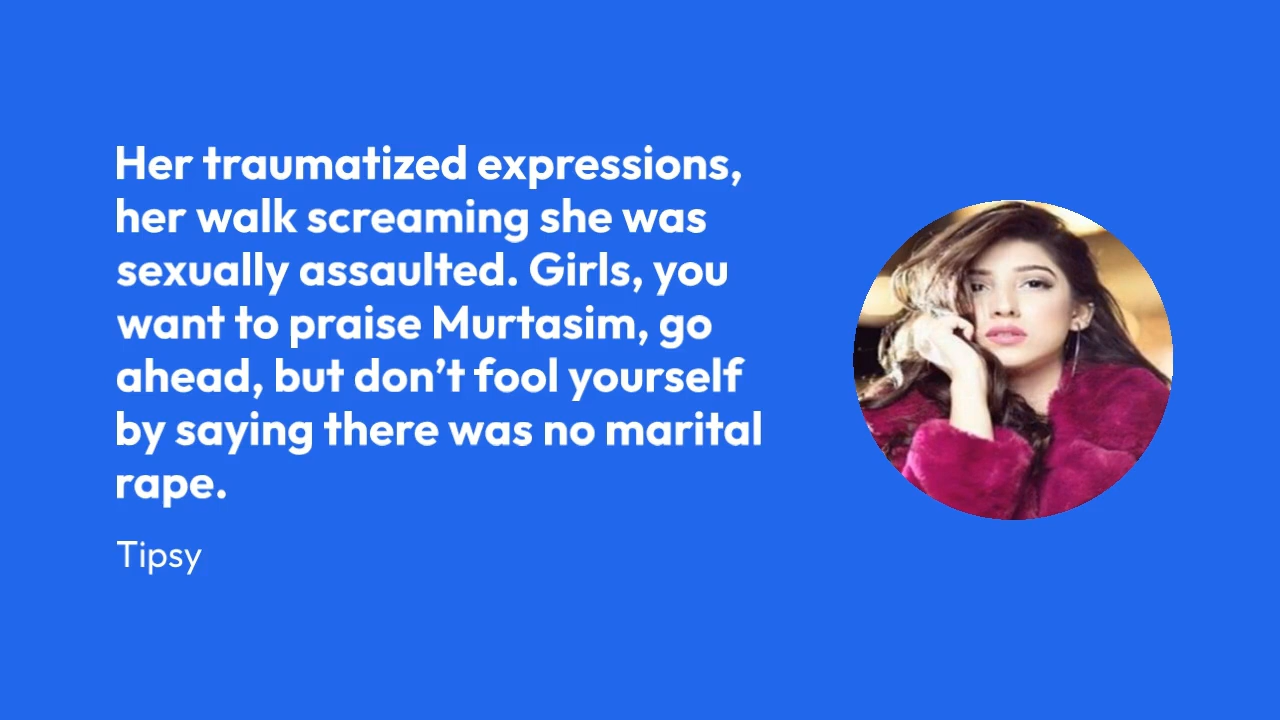 Her traumatized expressions,
her walk screaming she was
sexually assaulted. Girls, you
want to praise Murtasim, go
ahead, but don’t fool yourself
by saying there was no marital
rape.
Tipsy